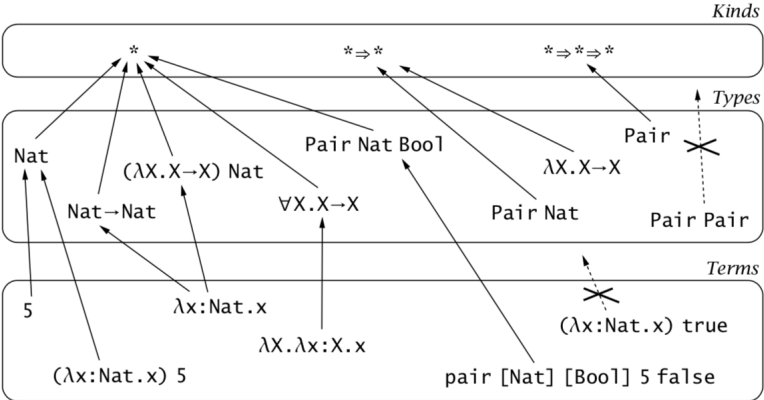 Kinds
* *⇒* *⇒*⇒*
Types
Pair Nat Bool Pair
Nat (λX.X→X) Nat λX.X→X
Nat→Nat ∀X.X→X Pair Nat Pair Pair
Terms
5 λx:Nat.x (λx:Nat.x) true
λX.λx:X.x
(λx:Nat.x) 5 pair [Nat] [Bool] 5 false